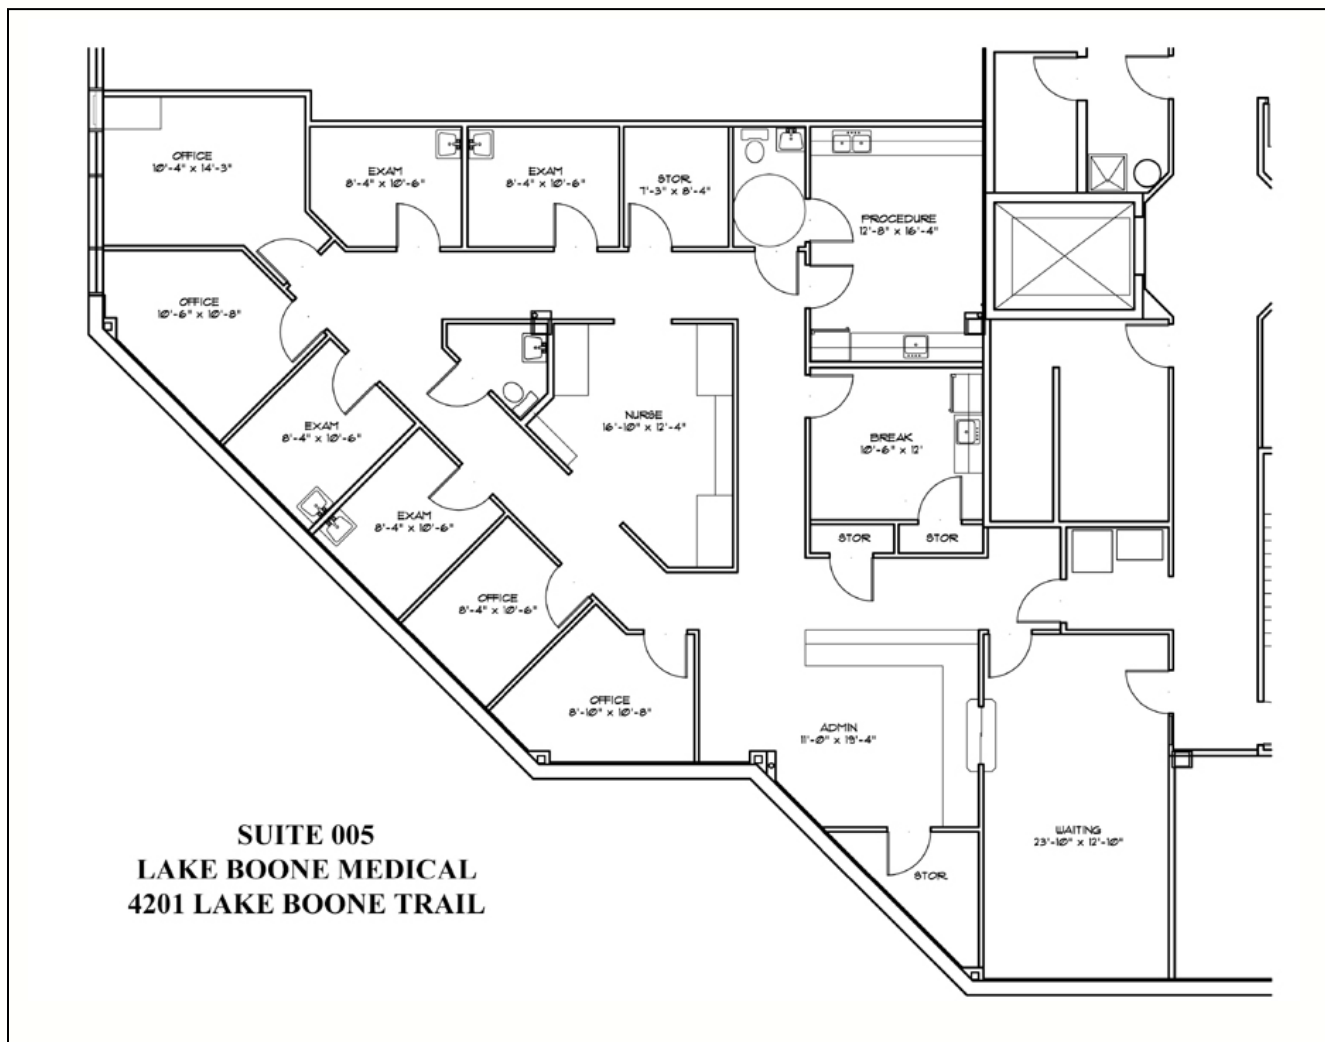 OFFICE
10'-4" x 14'-3"
EXAM
8'-4" x 10'-6"
EXAM
8'-4" x 10'-6"
STOR
7'-3" x 8'-4"
PROCEDURE
12'-8" x 16'-4"
OFFICE
10'-6" x 10'-8"
EXAM
8'-4" x 10'-6"
NURSE
16'-10" x 12'-4"
BREAK
10'-6" x 12'
EXAM
8'-4" x 10'-6"
STOR
STOR
OFFICE
8'-4" x 10'-6"
OFFICE
8'-10" x 10'-8"
ADMIN
11'-0" x 19'-4"
WAITING
23'-10" x 12'-10"
STOR
SUITE 005
LAKE BOONE MEDICAL
4201 LAKE BOONE TRAIL